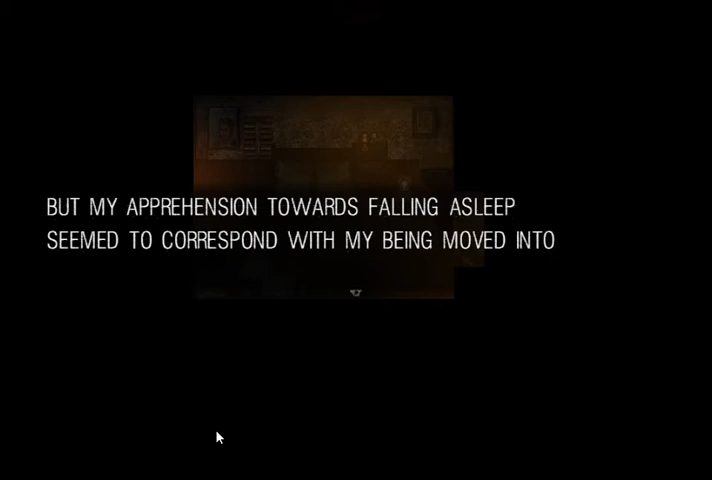 BUT MY APPREHENSION TOWARDS FALLING ASLEEP
SEEMED TO CORRESPOND WITH MY BEING MOVED INTO